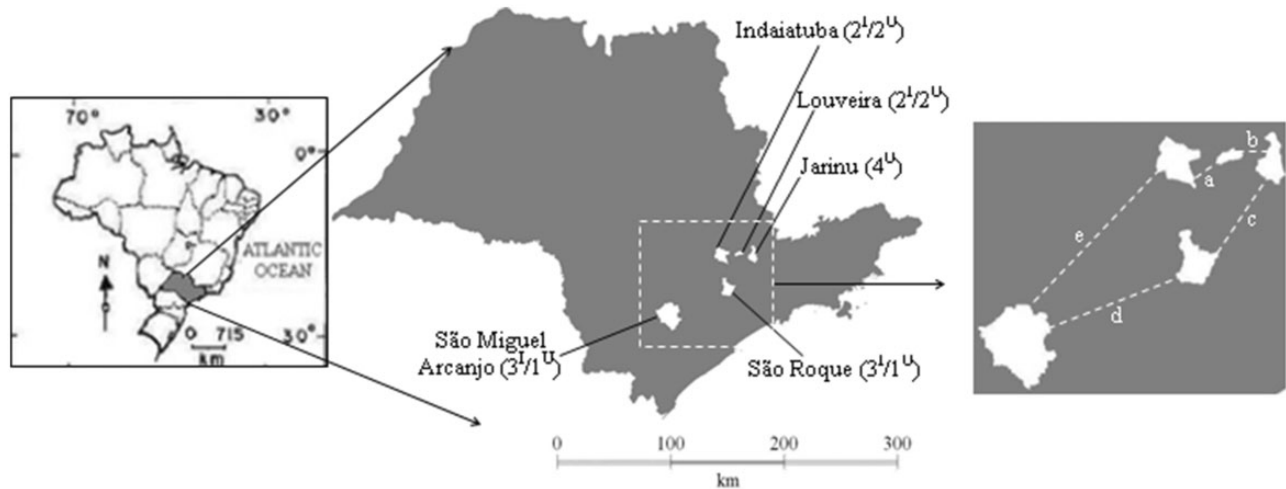 70°
30°
0°
ATLANTIC
OCEAN
N
0 715
km
30°
Indaiatuba (2ᴵ/2ᵁ)
Louveira (2ᴵ/2ᵁ)
Jarinu (4ᵁ)
São Miguel
Arcanjo (3ᴵ/1ᵁ)
São Roque (3ᴵ/1ᵁ)
0 100 200 300
km
b
a
c
e
d